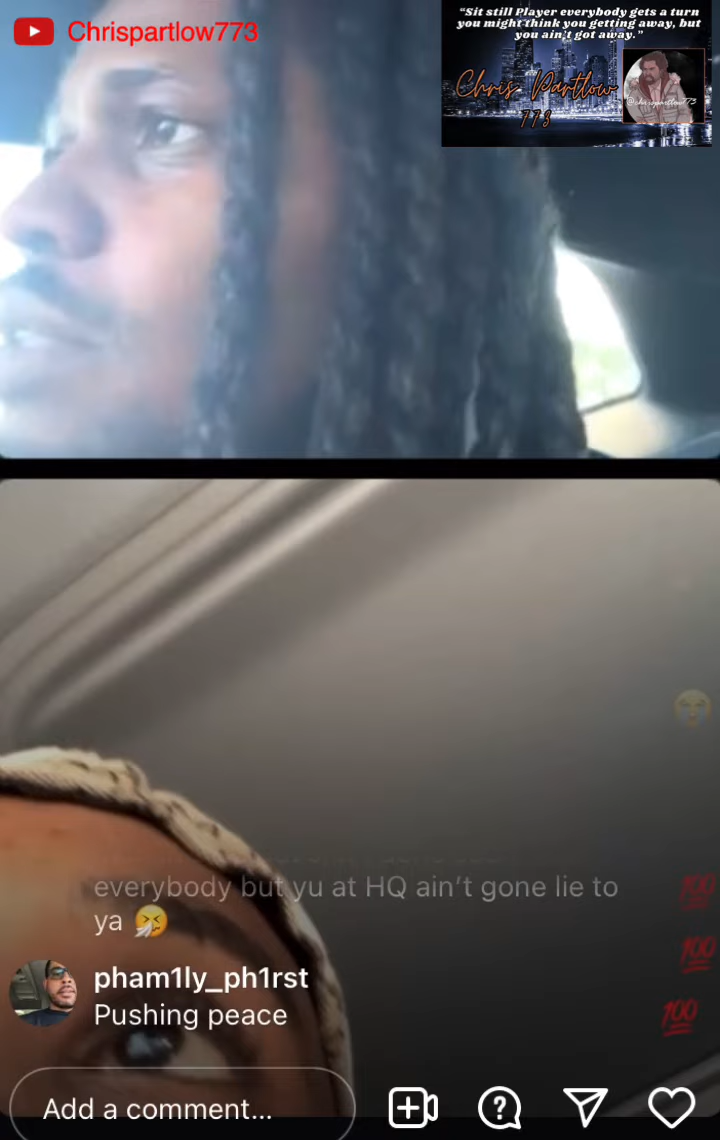 Chrispartlow773
"Sit still Player everybody gets a turn
you might think you getting away, but
you ain't got away."
Chris Partlow
773
@chrispartlow773
everybody but yu at HQ ain't gone lie to
ya 🤧
pham1ly_ph1rst
Pushing peace
Add a comment...